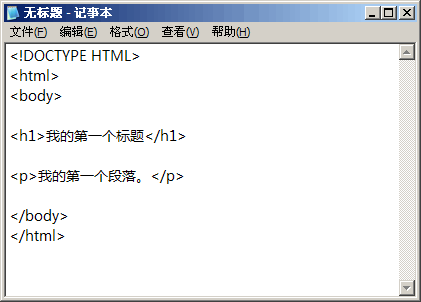 无标题 - 记事本
文件(F) 编辑(E) 格式(O) 查看(V) 帮助(H)
<!DOCTYPE HTML>
<html>
<body>
<h1>我的第一个标题</h1>
<p>我的第一个段落。</p>
</body>
</html>